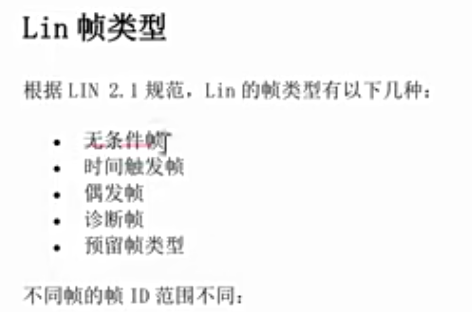 Lin 帧类型
根据 LIN 2.1 规范，Lin 的帧类型有以下几种：
• 无条件帧
• 时间触发帧
• 偶发帧
• 诊断帧
• 预留帧类型
不同帧的帧 ID 范围不同：